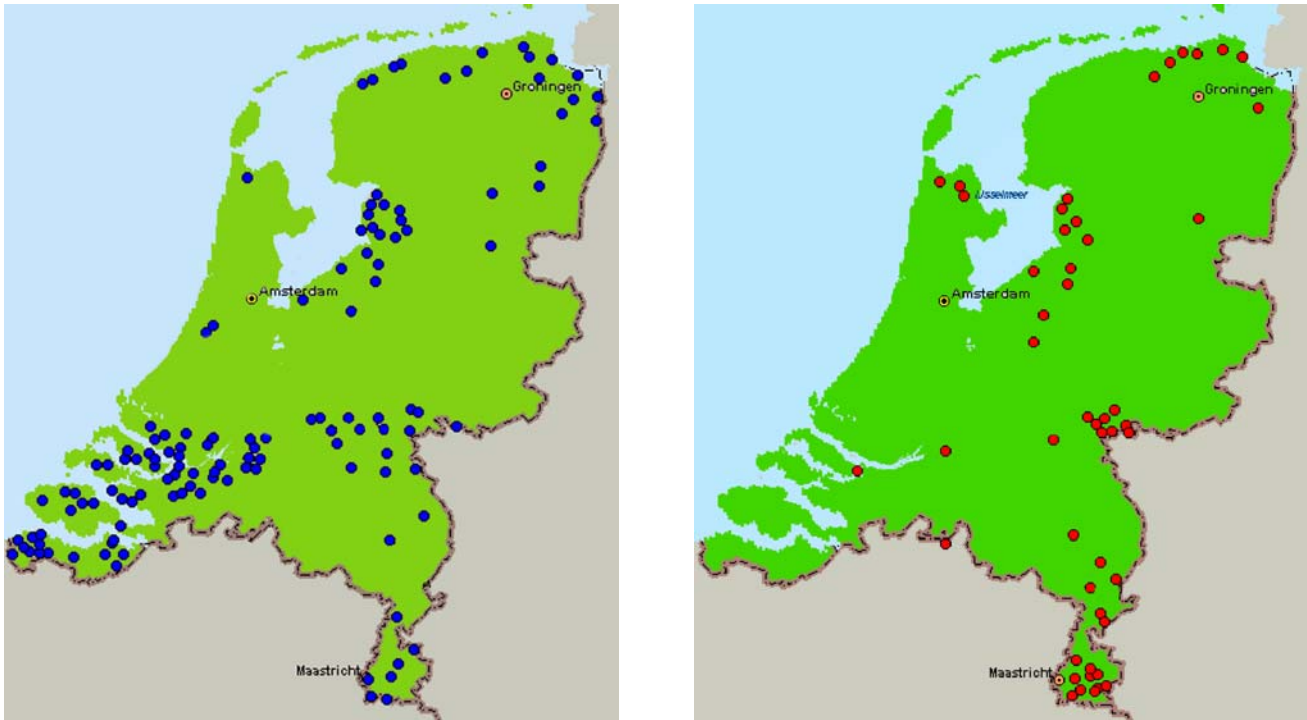 Groningen
Amsterdam
Maastricht
Groningen
IJsselmeer
Amsterdam
Maastricht